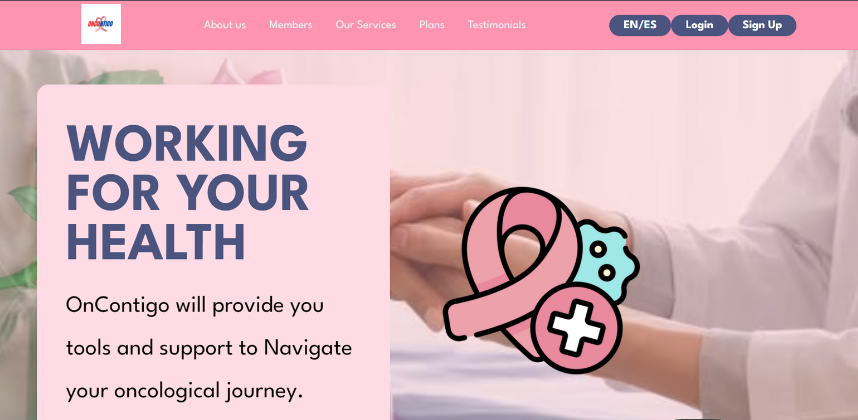 ONCONTIGO
About us
Members
Our Services
Plans
Testimonials
EN/ES
Login
Sign Up
WORKING
FOR YOUR
HEALTH
OnContigo will provide you
tools and support to Navigate
your oncological journey.